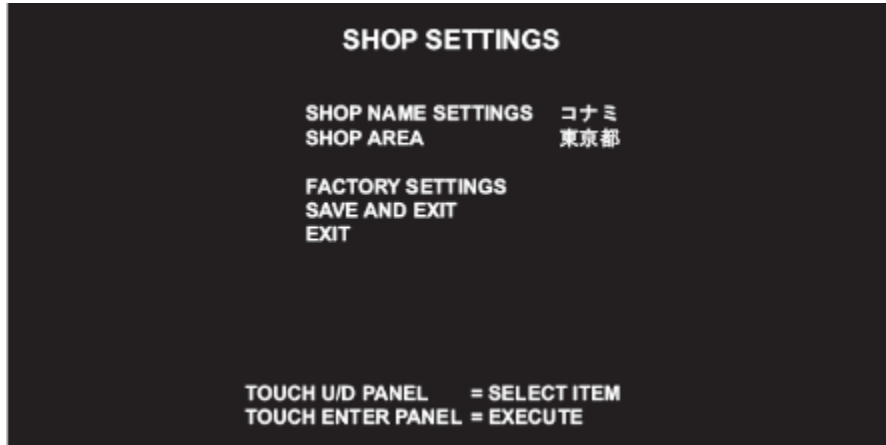 SHOP SETTINGS
SHOP NAME SETTINGS コナミ
SHOP AREA 東京都
FACTORY SETTINGS
SAVE AND EXIT
EXIT
TOUCH U/D PANEL = SELECT ITEM
TOUCH ENTER PANEL = EXECUTE